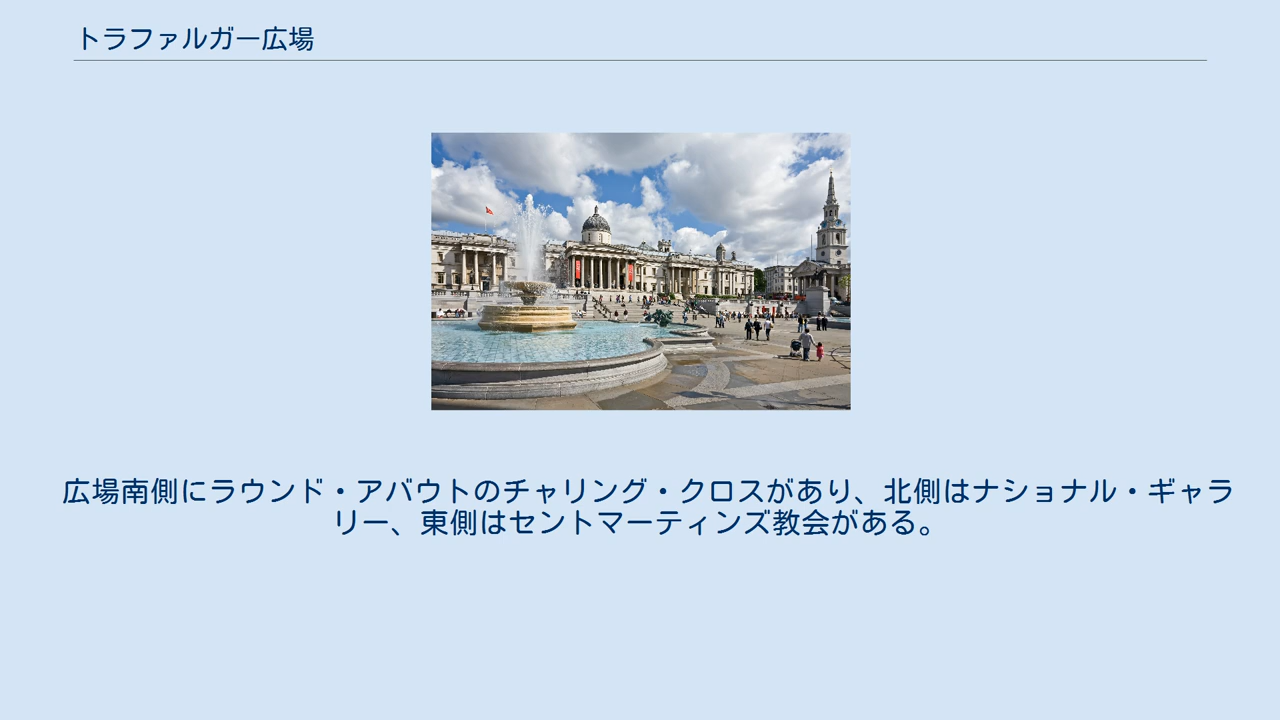 トラファルガー広場
広場南側にラウンド・アバウトのチャリング・クロスがあり、北側はナショナル・ギャラ
リー、東側はセントマーティンズ教会がある。